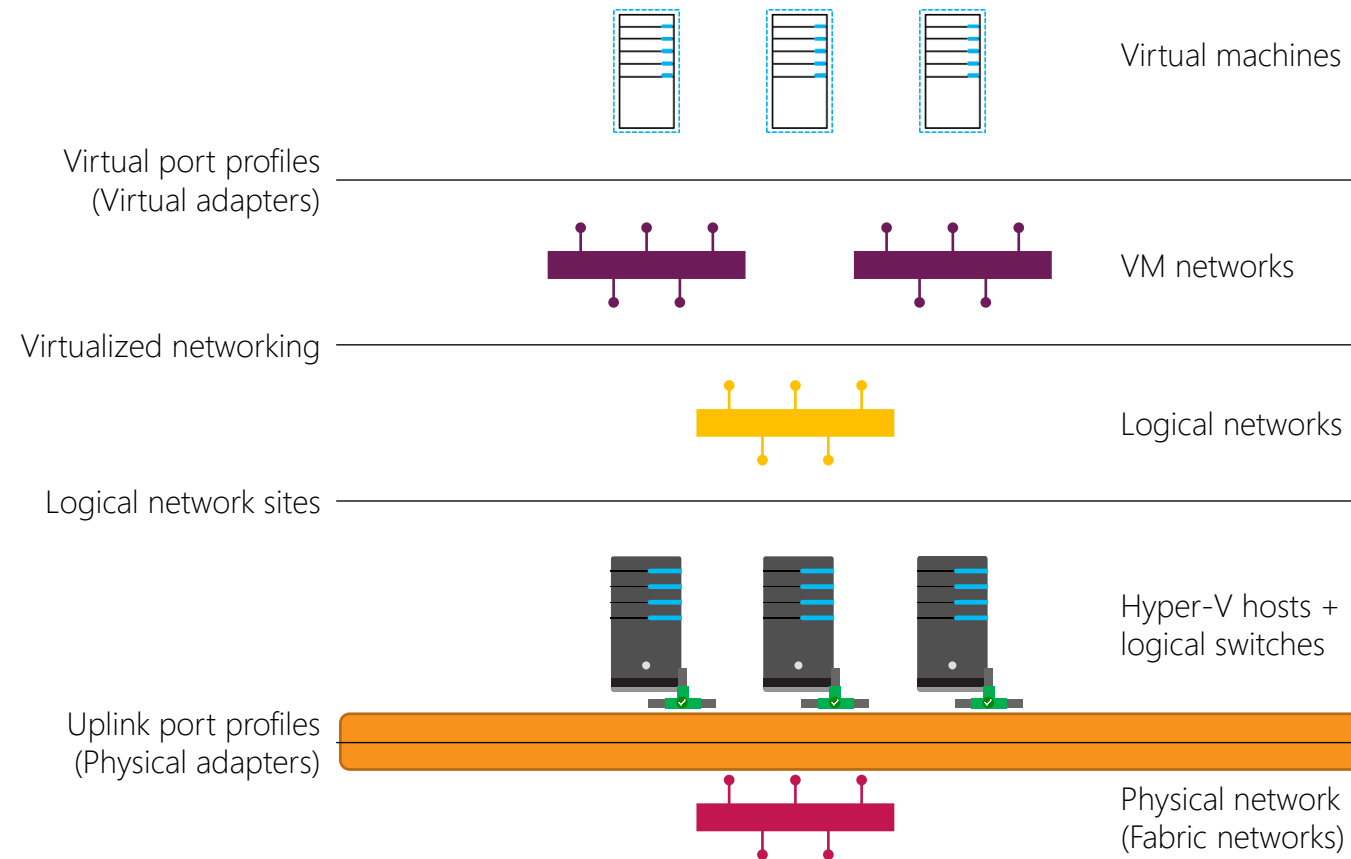 Virtual machines
Virtual port profiles
(Virtual adapters)
VM networks
Virtualized networking
Logical networks
Logical network sites
Hyper-V hosts +
logical switches
Uplink port profiles
(Physical adapters)
Physical network
(Fabric networks)